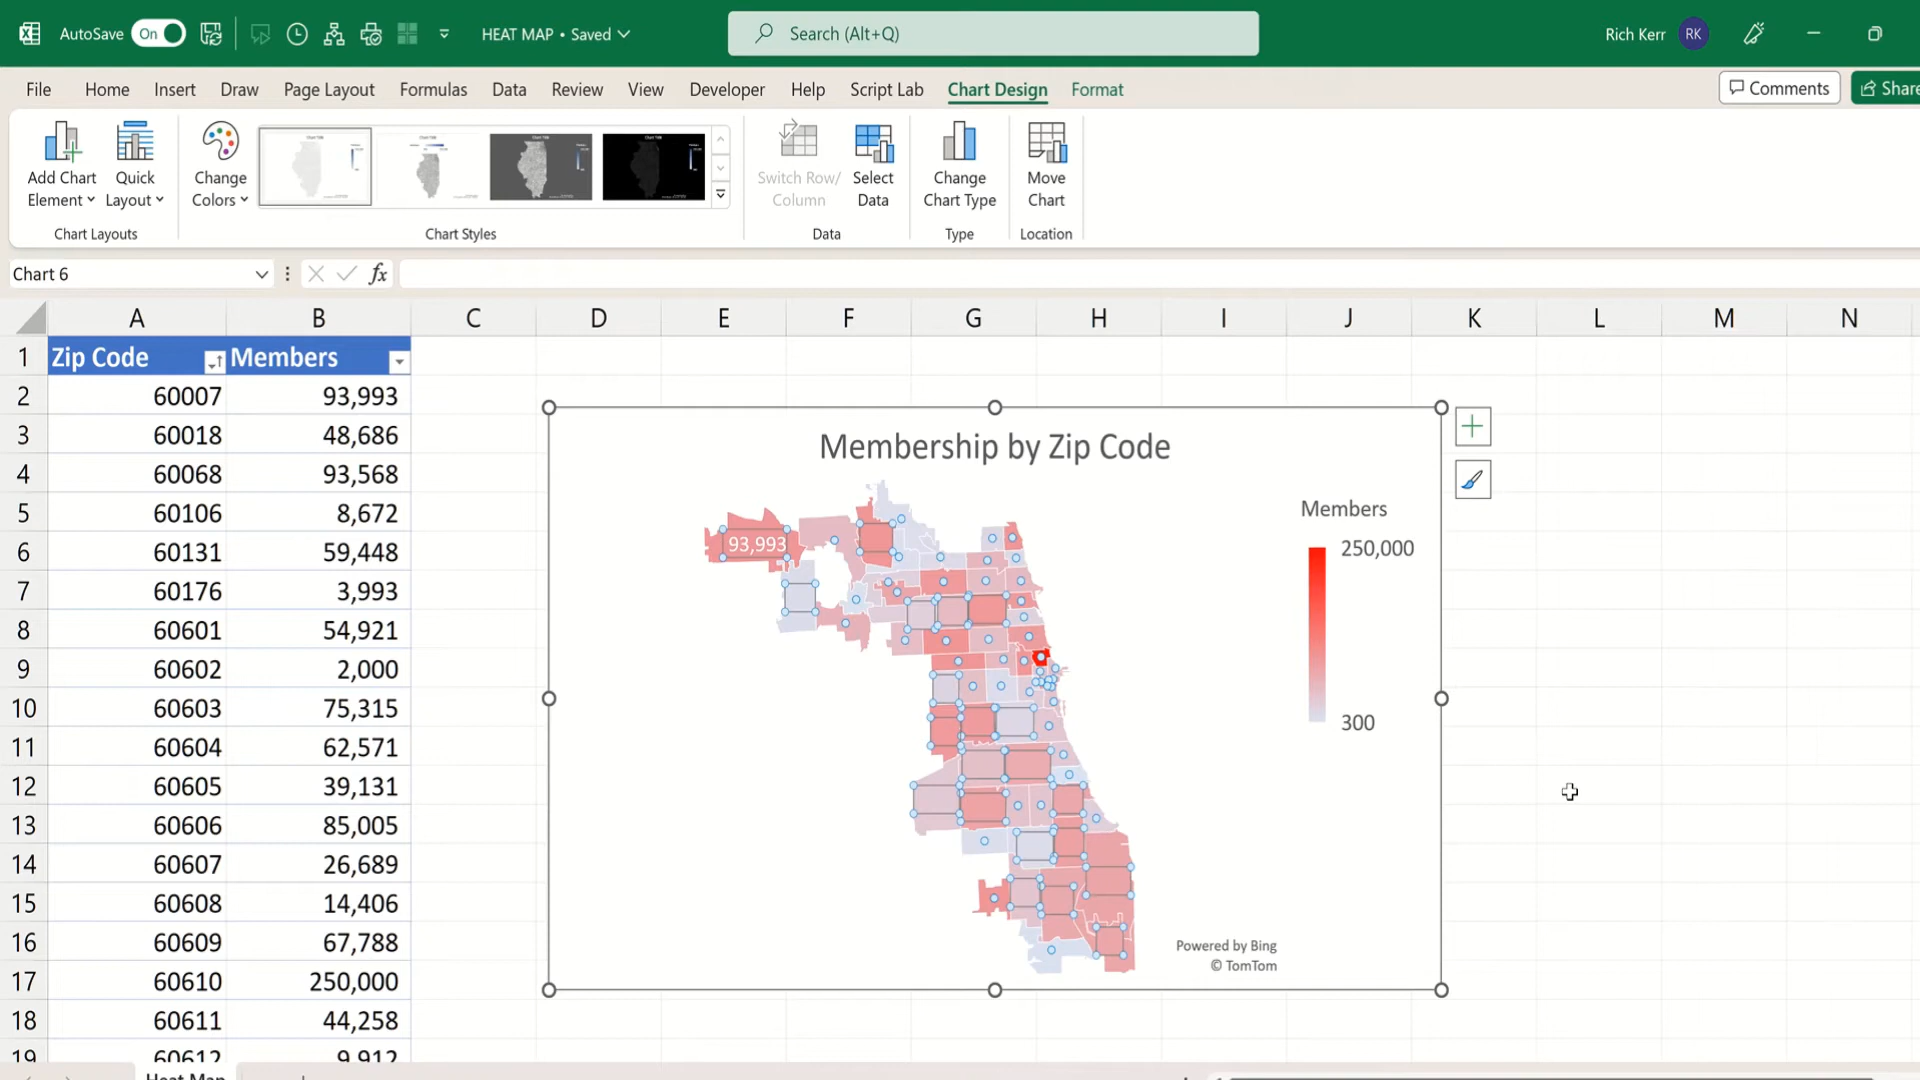 AutoSave On HEAT MAP • Saved Search (Alt+Q) Rich Kerr RK
File Home Insert Draw Page Layout Formulas Data Review View Developer Help Script Lab Chart Design Format Comments Share
Add Chart Element
Quick Layout
Chart Layouts
Change Colors
Chart Styles
Switch Row/ Column
Select Data
Data
Change Chart Type
Type
Move Chart
Location
Chart 6 fx
A B C D E F G H I J K L M N
1 Zip Code Members
2 60007 93,993
3 60018 48,686
4 60068 93,568
5 60106 8,672
6 60131 59,448
7 60176 3,993
8 60601 54,921
9 60602 2,000
10 60603 75,315
11 60604 62,571
12 60605 39,131
13 60606 85,005
14 60607 26,689
15 60608 14,406
16 60609 67,788
17 60610 250,000
18 60611 44,258
19 60612 9,912
Membership by Zip Code
93,993
Members
250,000
300
Powered by Bing
© TomTom
Heat Map